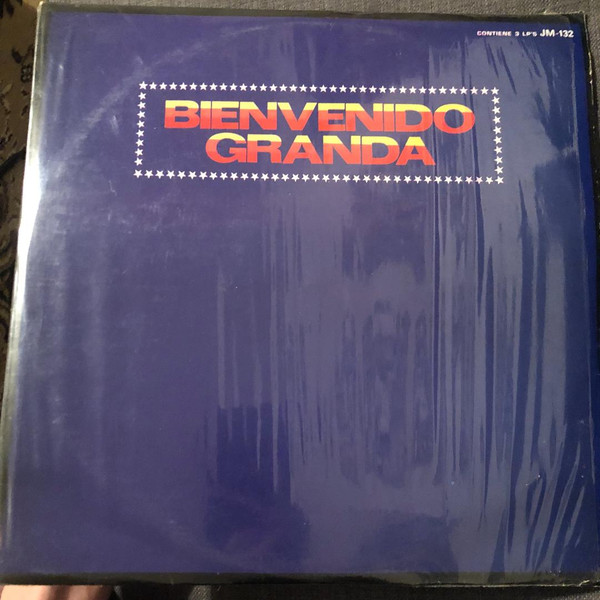 CONTIENE 3 LP'S JM-132
BIENVENIDO
GRANDA